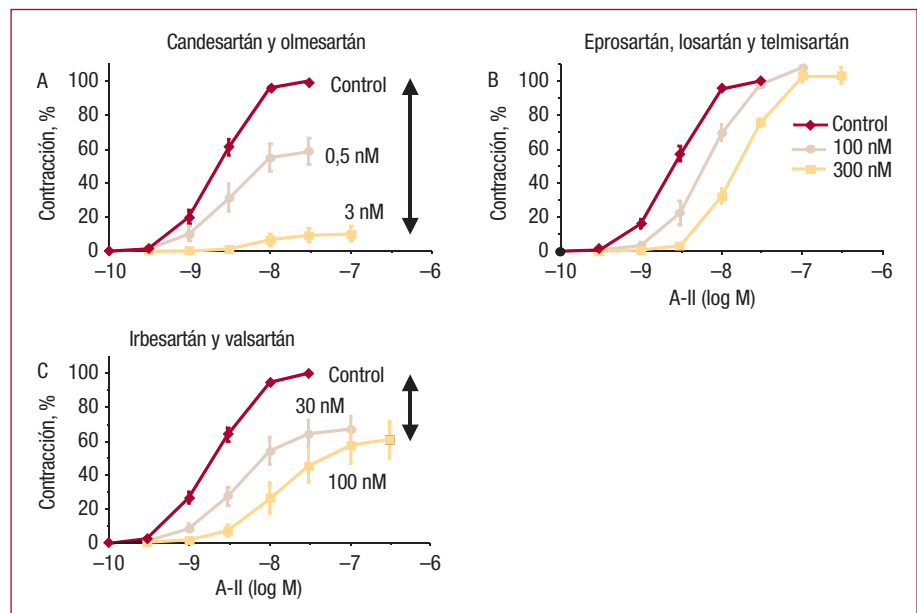 Candesartán y olmesartán
A
Contracción, %
100
80
60
40
20
0
Control
0,5 nM
3 nM
–10 –9 –8 –7 –6
Eprosartán, losartán y telmisartán
B
Contracción, %
100
80
60
40
20
0
Control
100 nM
300 nM
–10 –9 –8 –7 –6
A-II (log M)
Irbesartán y valsartán
C
Contracción, %
100
80
60
40
20
0
Control
30 nM
100 nM
–10 –9 –8 –7 –6
A-II (log M)